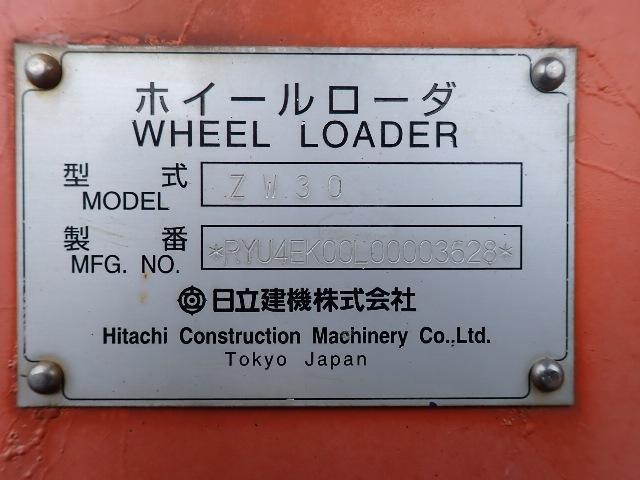 ホイールローダ
WHEEL LOADER
型 式
MODEL
ZW30
製 番
MFG. NO.
*RYU4EK00L00003628*
日立建機株式会社
Hitachi Construction Machinery Co.,Ltd.
Tokyo Japan